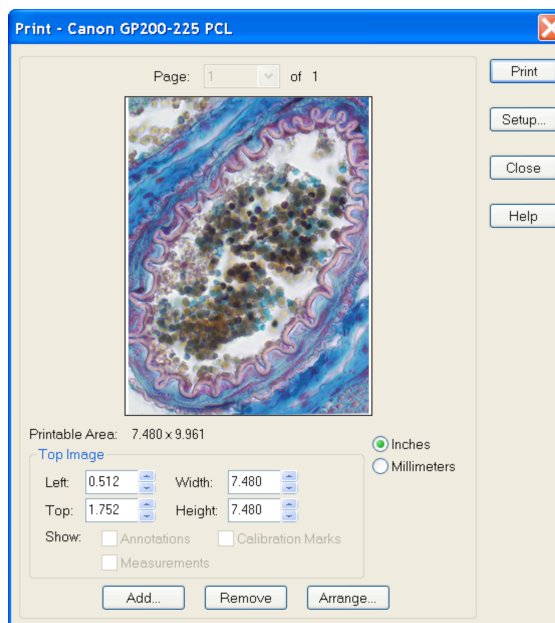 Print - Canon GP200-225 PCL
Page: 1 of 1
Print
Setup...
Close
Help
Printable Area: 7.480 x 9.961
Inches
Millimeters
Top Image
Left: 0.512 Width: 7.480
Top: 1.752 Height: 7.480
Show: Annotations Calibration Marks
Measurements
Add... Remove Arrange...